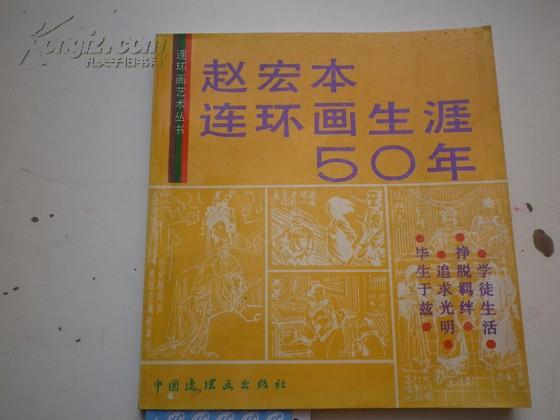 Kongfz.com
孔夫子旧书网
连环画艺术丛书
赵宏本
连环画生涯
50年
学徒生活
挣脱羁绊
追求光明
毕生于兹
中国连环画出版社